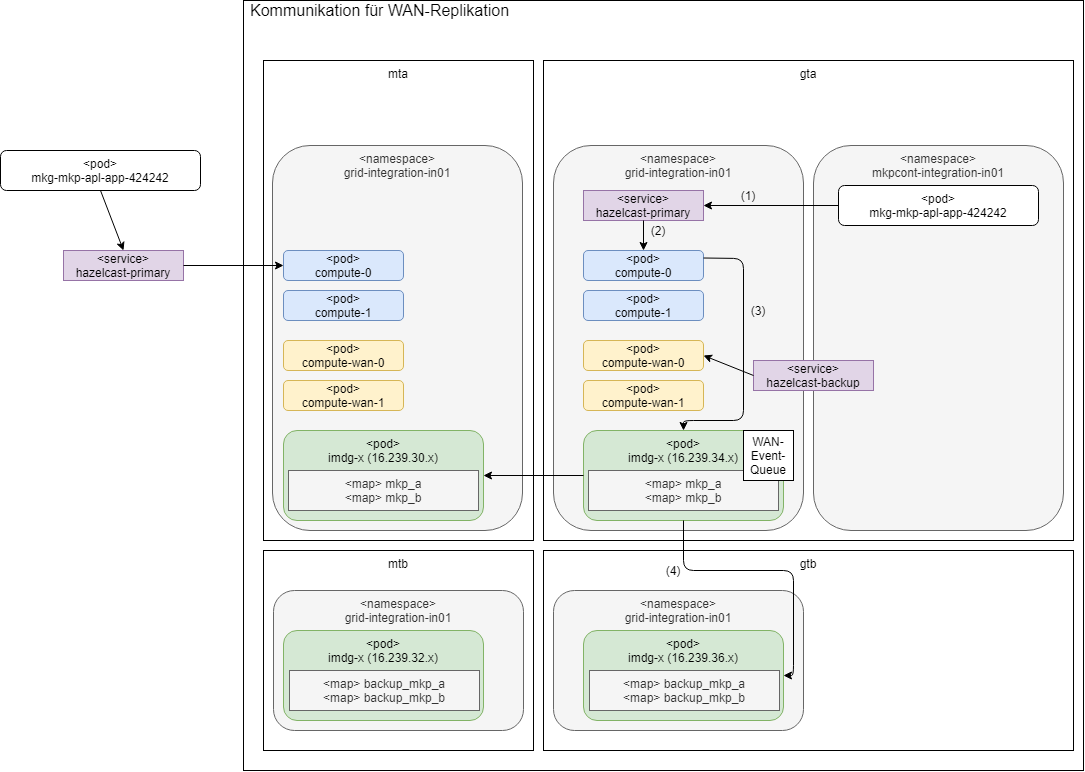 Kommunikation für WAN-Replikation
mta
gta
<pod>
mkg-mkp-apl-app-424242
<service>
hazelcast-primary
<namespace>
grid-integration-in01
<pod>
compute-0
<pod>
compute-1
<pod>
compute-wan-0
<pod>
compute-wan-1
<pod>
imdg-x (16.239.30.x)
<map> mkp_a
<map> mkp_b
<namespace>
grid-integration-in01
<service>
hazelcast-primary
(1)
(2)
<pod>
compute-0
<pod>
compute-1
(3)
<pod>
compute-wan-0
<pod>
compute-wan-1
<service>
hazelcast-backup
<pod>
imdg-x (16.239.34.x)
WAN-
Event-
Queue
<map> mkp_a
<map> mkp_b
<namespace>
mkpcont-integration-in01
<pod>
mkg-mkp-apl-app-424242
mtb
<namespace>
grid-integration-in01
<pod>
imdg-x (16.239.32.x)
<map> backup_mkp_a
<map> backup_mkp_b
(4)
gtb
<namespace>
grid-integration-in01
<pod>
imdg-x (16.239.36.x)
<map> backup_mkp_a
<map> backup_mkp_b